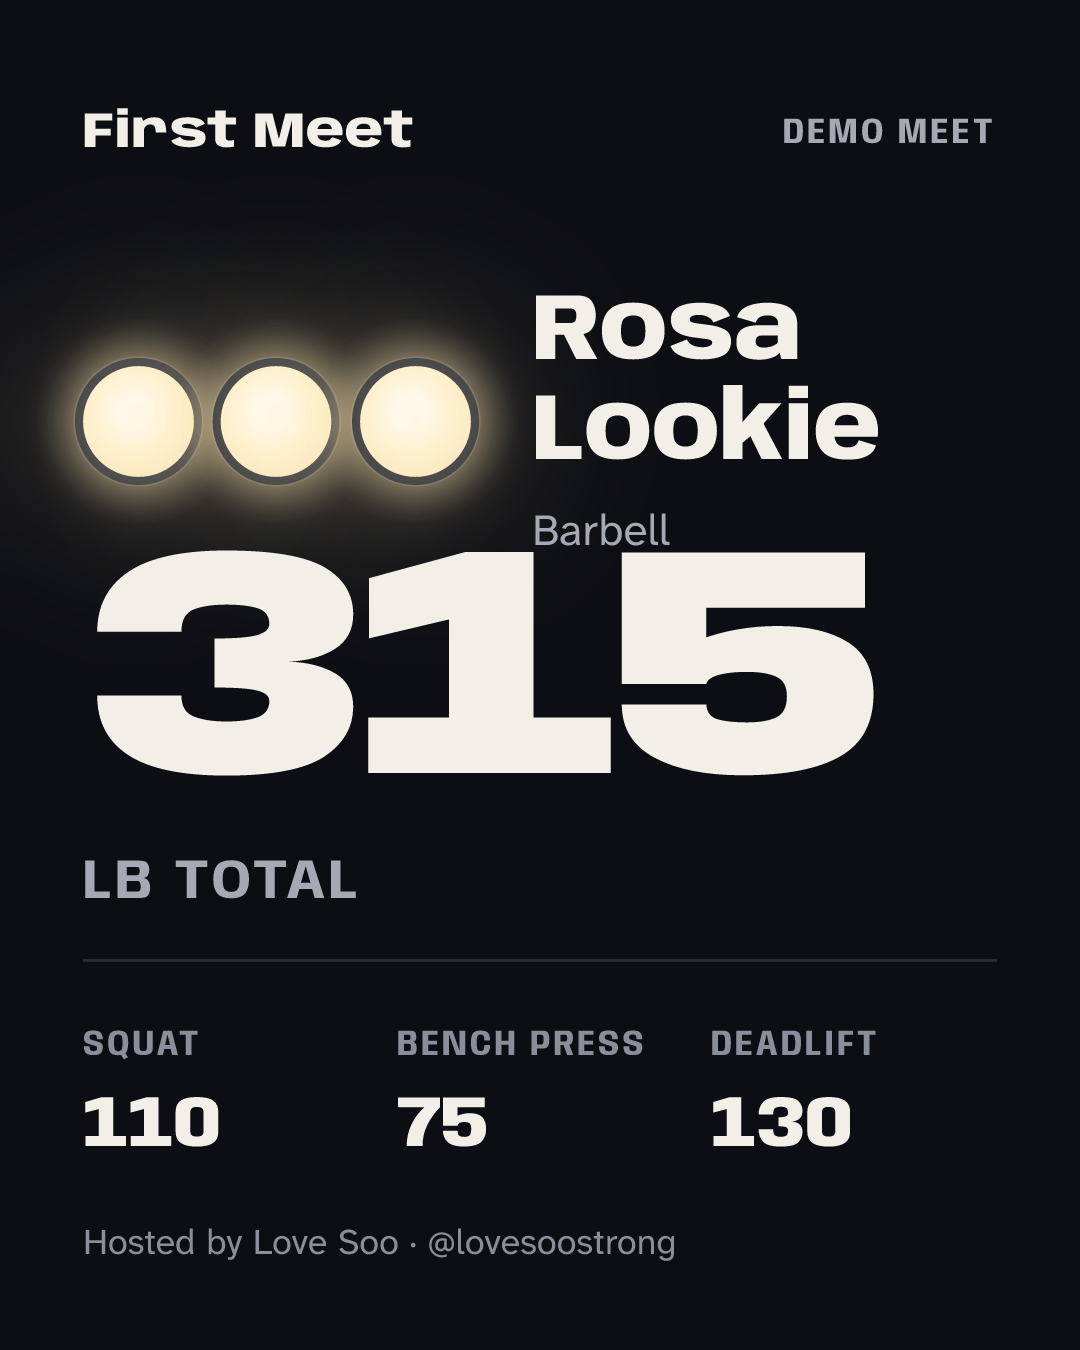 First Meet
DEMO MEET
Rosa
Lookie
Barbell
315
LB TOTAL
SQUAT
110
BENCH PRESS
75
DEADLIFT
130
Hosted by Love Soo · @lovesoostrong